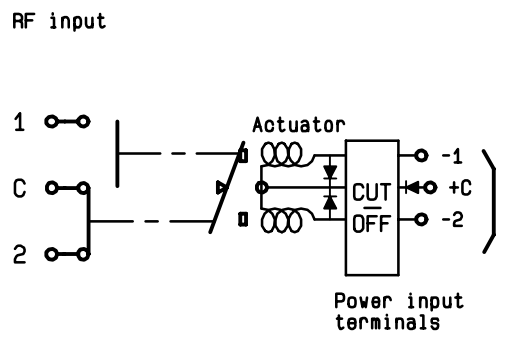 RF input
1
Actuator
-1
C
CUT
+C
OFF
-2
2
Power input
terminals